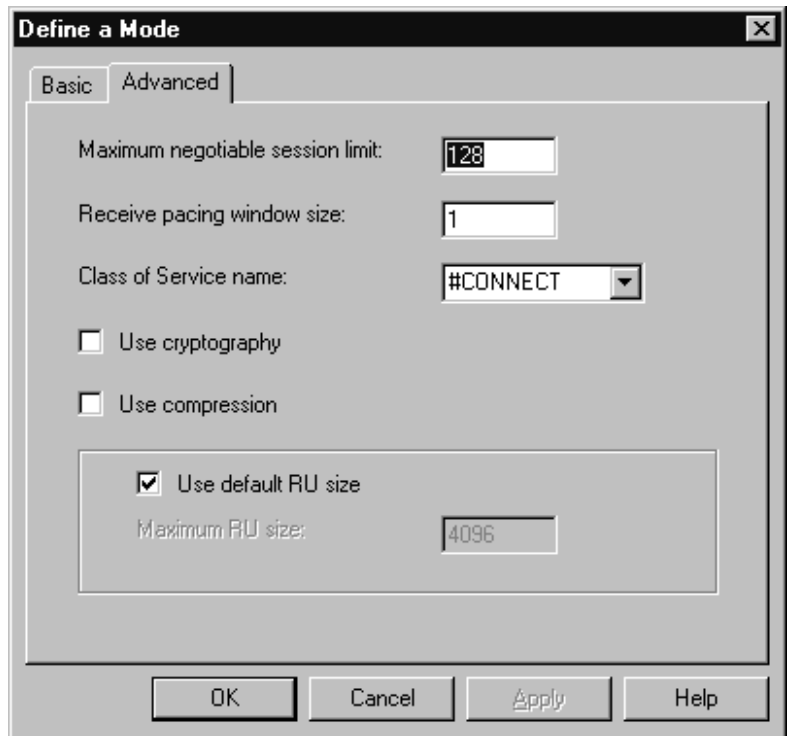 Define a Mode
Basic Advanced
Maximum negotiable session limit: 128
Receive pacing window size: 1
Class of Service name: #CONNECT
Use cryptography
Use compression
Use default RU size
Maximum RU size: 4096
OK Cancel Apply Help